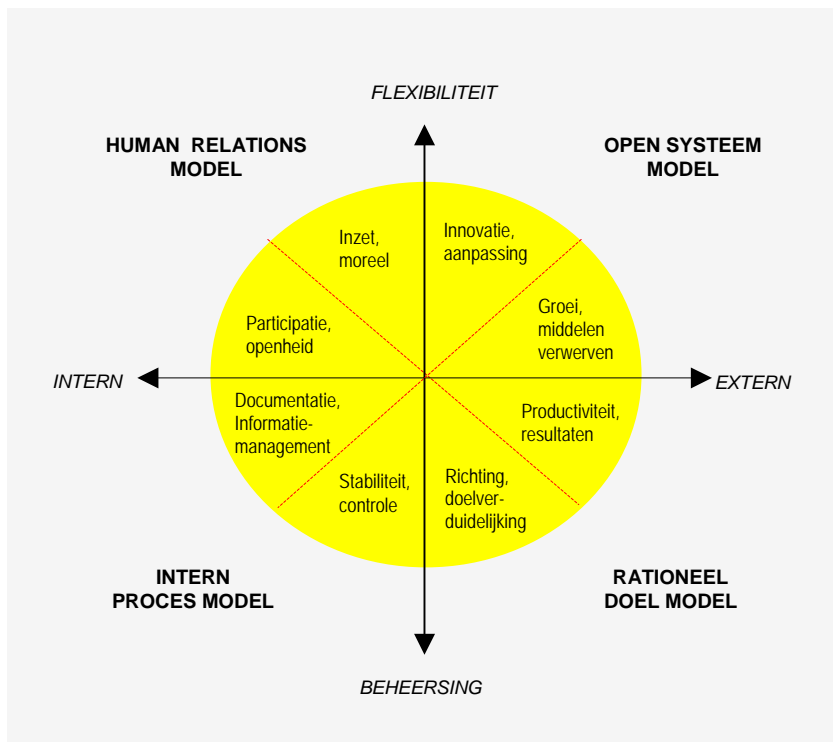 FLEXIBILITEIT
HUMAN RELATIONS
MODEL
OPEN SYSTEEM
MODEL
Inzet,
moreel
Innovatie,
aanpassing
Participatie,
openheid
Groei,
middelen
verwerven
INTERN
EXTERN
Documentatie,
Informatie-
management
Productiviteit,
resultaten
Stabiliteit,
controle
Richting,
doelver-
duidelijking
INTERN
PROCES MODEL
RATIONEEL
DOEL MODEL
BEHEERSING